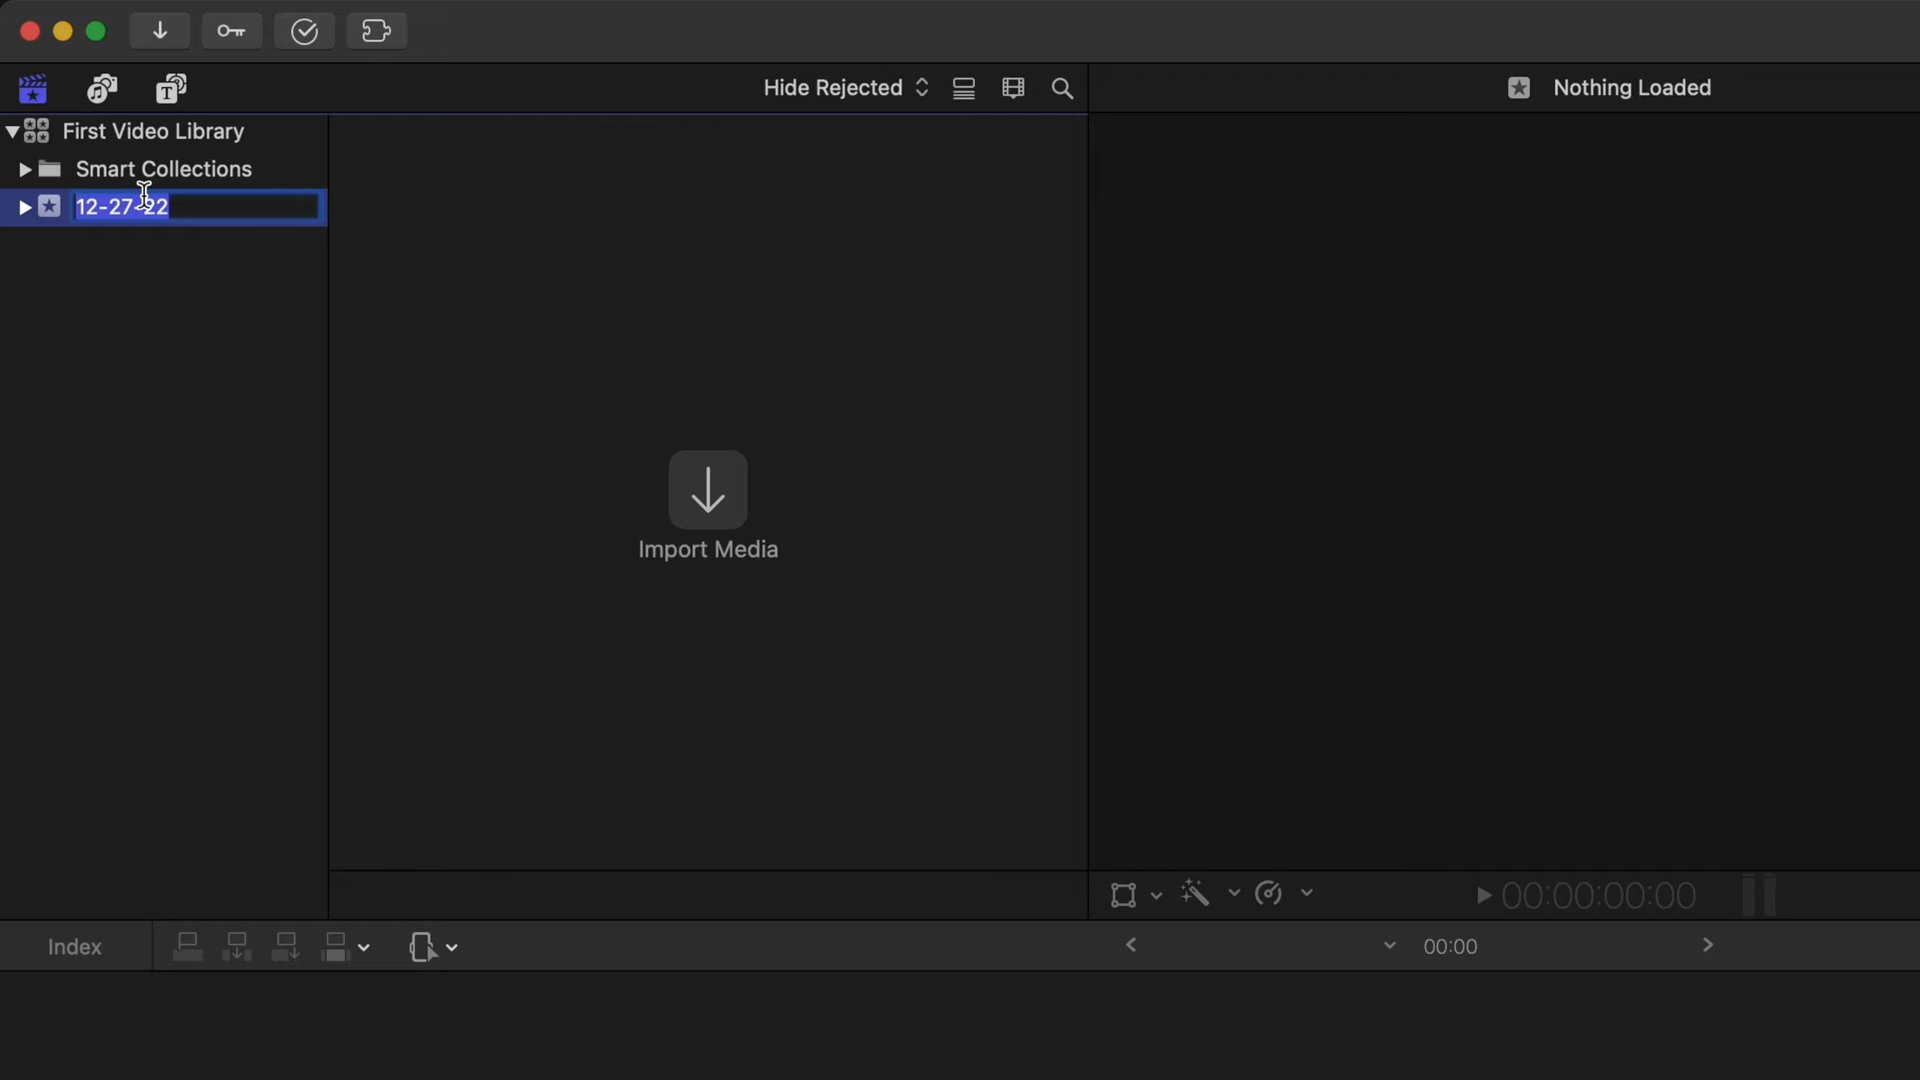 Hide Rejected
Nothing Loaded
First Video Library
Smart Collections
12-27-22
Import Media
00:00:00:00
Index
00:00